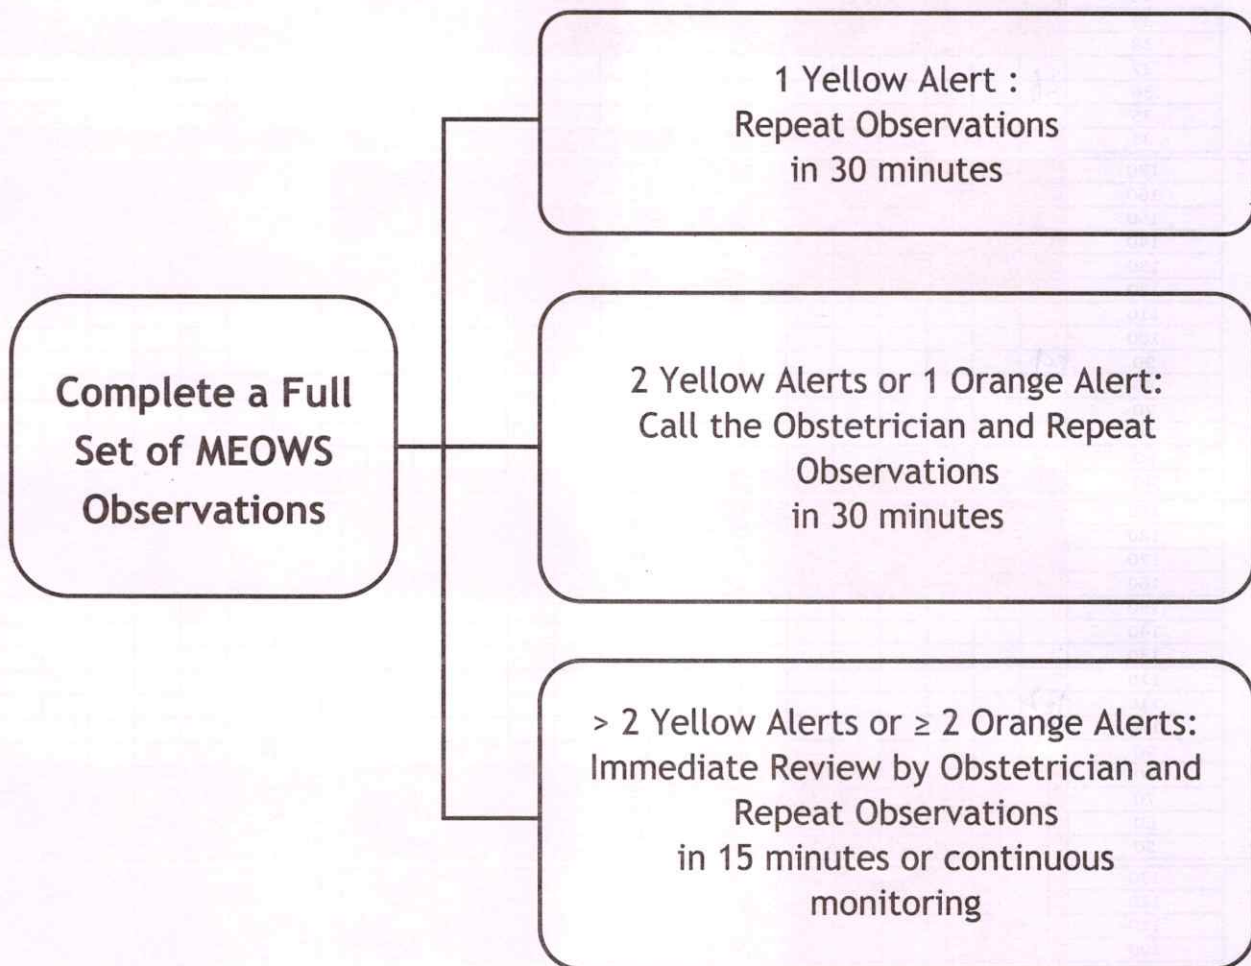 Complete a Full
Set of MEOWS
Observations
1 Yellow Alert :
Repeat Observations
in 30 minutes
2 Yellow Alerts or 1 Orange Alert:
Call the Obstetrician and Repeat
Observations
in 30 minutes
> 2 Yellow Alerts or ≥ 2 Orange Alerts:
Immediate Review by Obstetrician and
Repeat Observations
in 15 minutes or continuous
monitoring